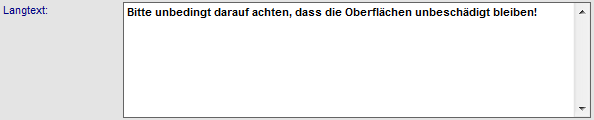 Langtext:
Bitte unbedingt darauf achten, dass die Oberflächen unbeschädigt bleiben!